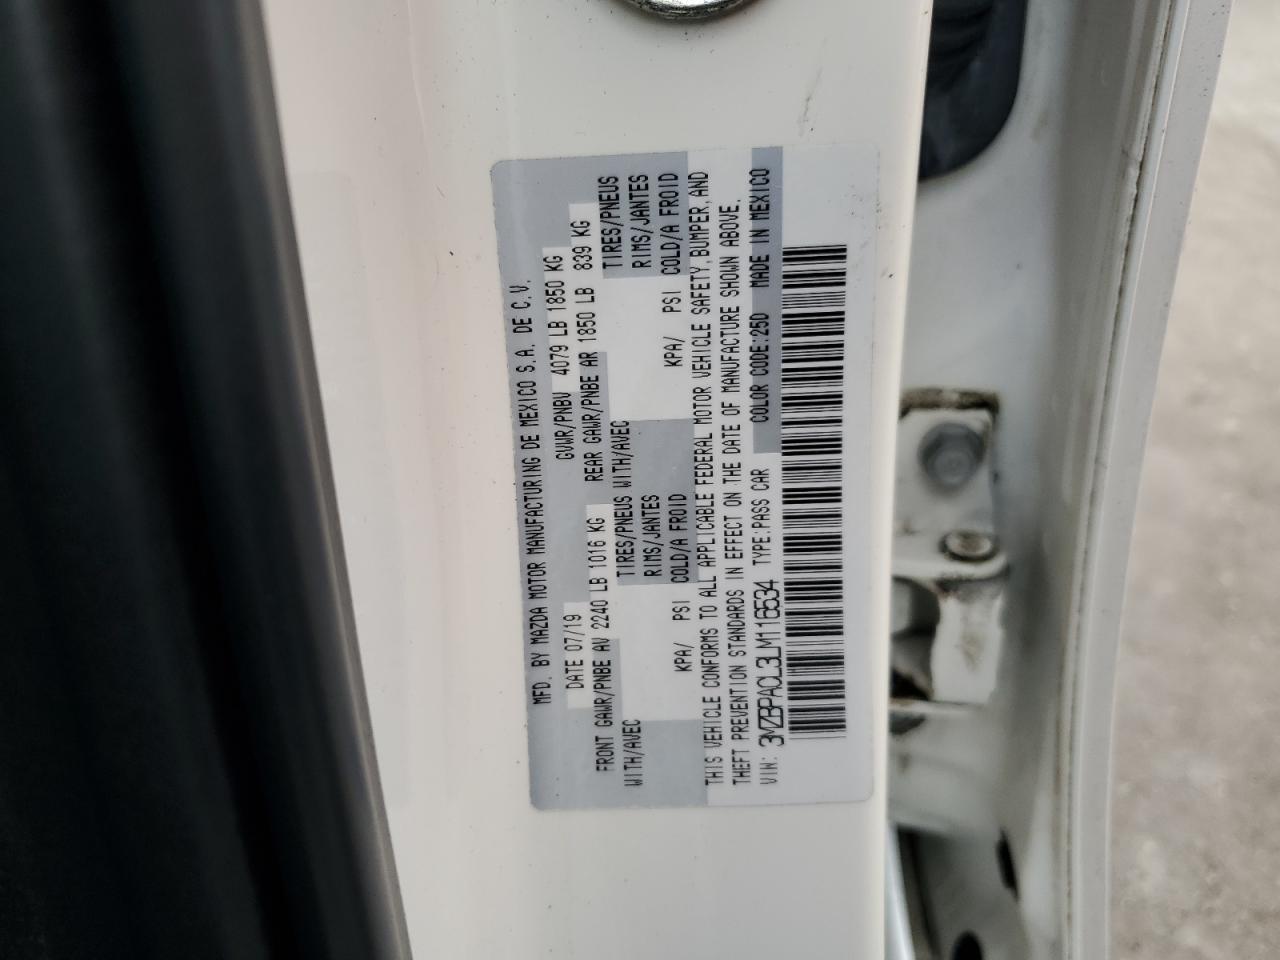 MFD. BY MAZDA MOTOR MANUFACTURING DE MEXICO S.A. DE C.V.
DATE 07/19 GVWR/PNBV 4079 LB 1850 KG
FRONT GAWR/PNBE AV 2240 LB 1016 KG REAR GAWR/PNBE AR 1850 LB 839 KG
WITH/AVEC TIRES/PNEUS WITH/AVEC TIRES/PNEUS
RIMS/JANTES RIMS/JANTES
KPA/ PSI COLD/A FROID KPA/ PSI COLD/A FROID
THIS VEHICLE CONFORMS TO ALL APPLICABLE FEDERAL MOTOR VEHICLE SAFETY, BUMPER, AND
THEFT PREVENTION STANDARDS IN EFFECT ON THE DATE OF MANUFACTURE SHOWN ABOVE.
VIN: 3MZBPACL3LM116534 TYPE:PASS CAR COLOR CODE:25D MADE IN MEXICO